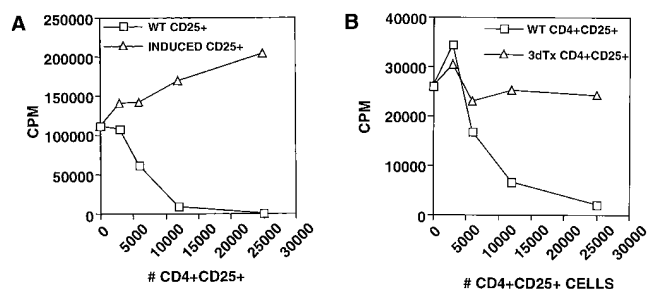 A
WT CD25+
INDUCED CD25+
250000
200000
150000
100000
50000
0
CPM
0
5000
10000
15000
20000
25000
30000
# CD4+CD25+
B
WT CD4+CD25+
3dTx CD4+CD25+
40000
30000
20000
10000
0
CPM
0
5000
10000
15000
20000
25000
30000
# CD4+CD25+ CELLS